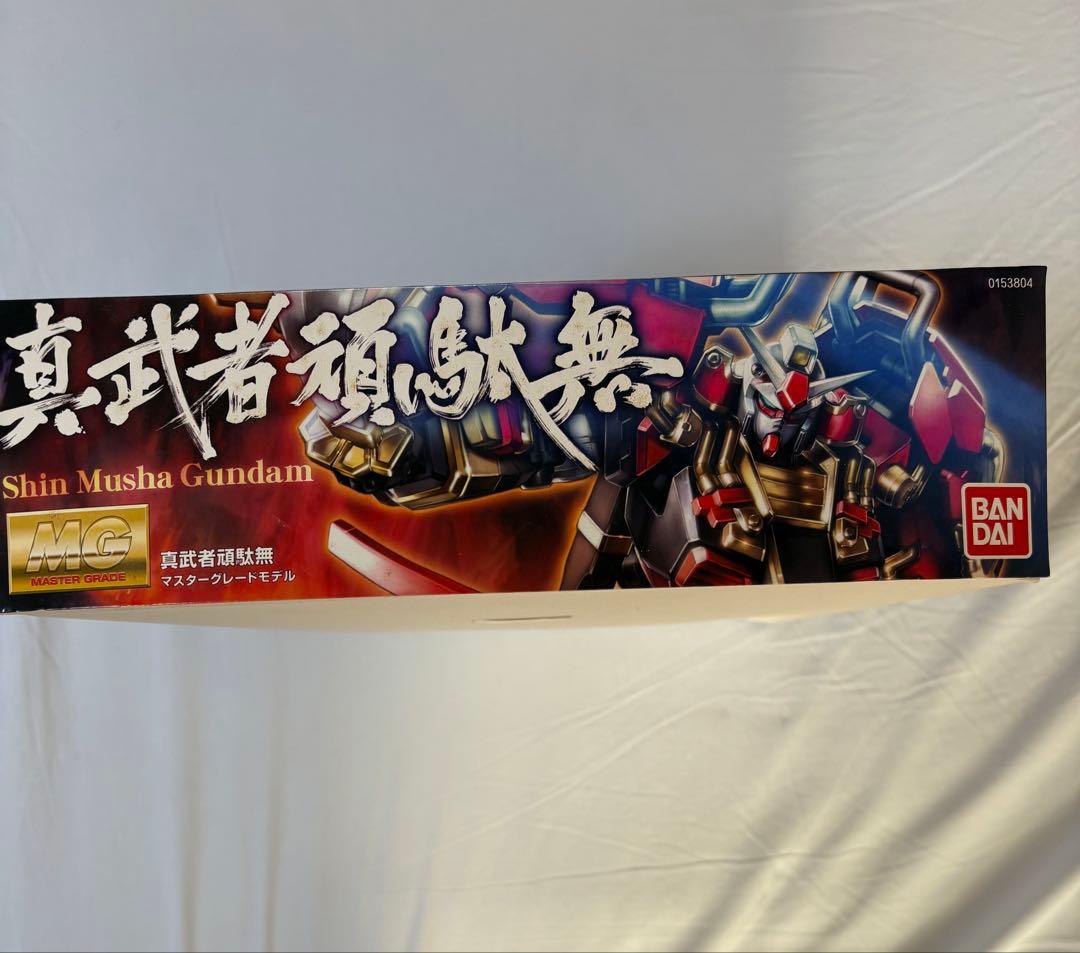 0153804
真武者頑駄無
Shin Musha Gundam
MG
MASTER GRADE
真武者頑駄無
マスターグレードモデル
BAN
DAI